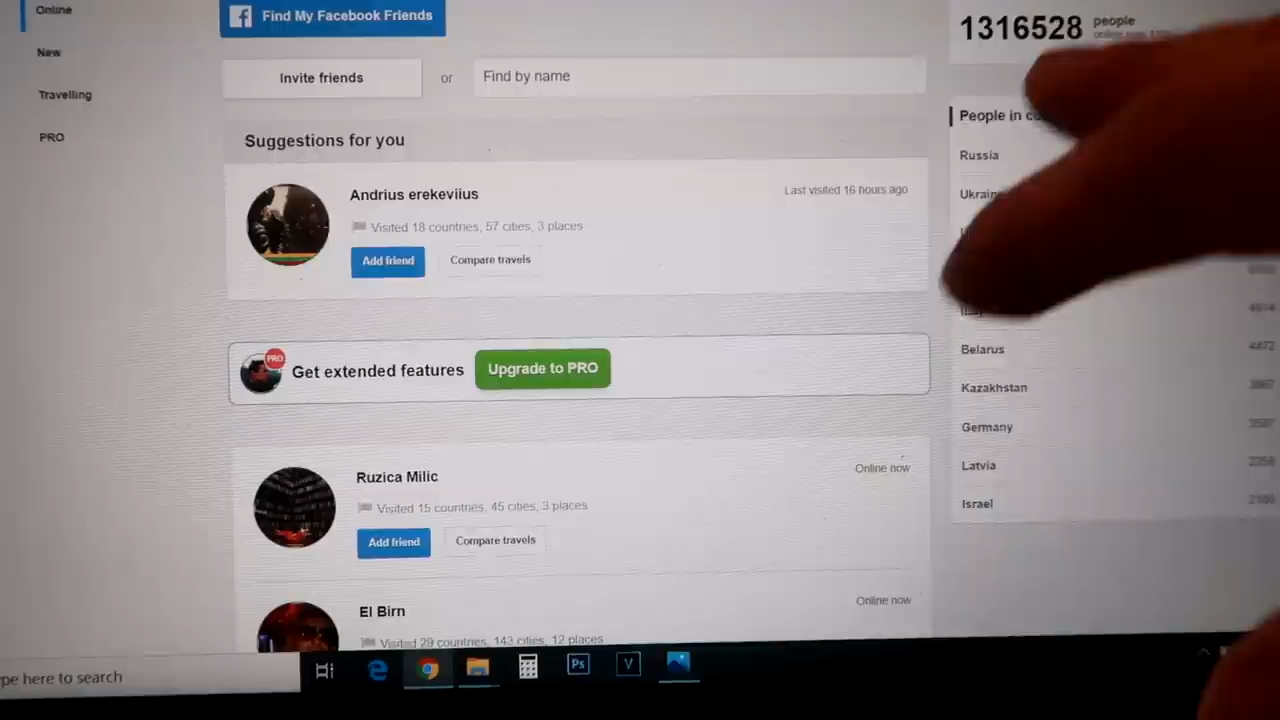 Online
New
Travelling
PRO
Find My Facebook Friends
Invite friends
or
Find by name
Suggestions for you
Andrius erekeviius
Last visited 16 hours ago
Visited 18 countries, 57 cities, 3 places
Add friend
Compare travels
PRO
Get extended features
Upgrade to PRO
Ruzica Milic
Online now
Visited 15 countries, 45 cities, 3 places
Add friend
Compare travels
El Birn
Online now
Visited 29 countries, 143 cities, 12 places
1316528 people
People in
Russia
Belarus 4872
Kazakhstan
Germany
Latvia
Israel
pe here to search
Ps
V